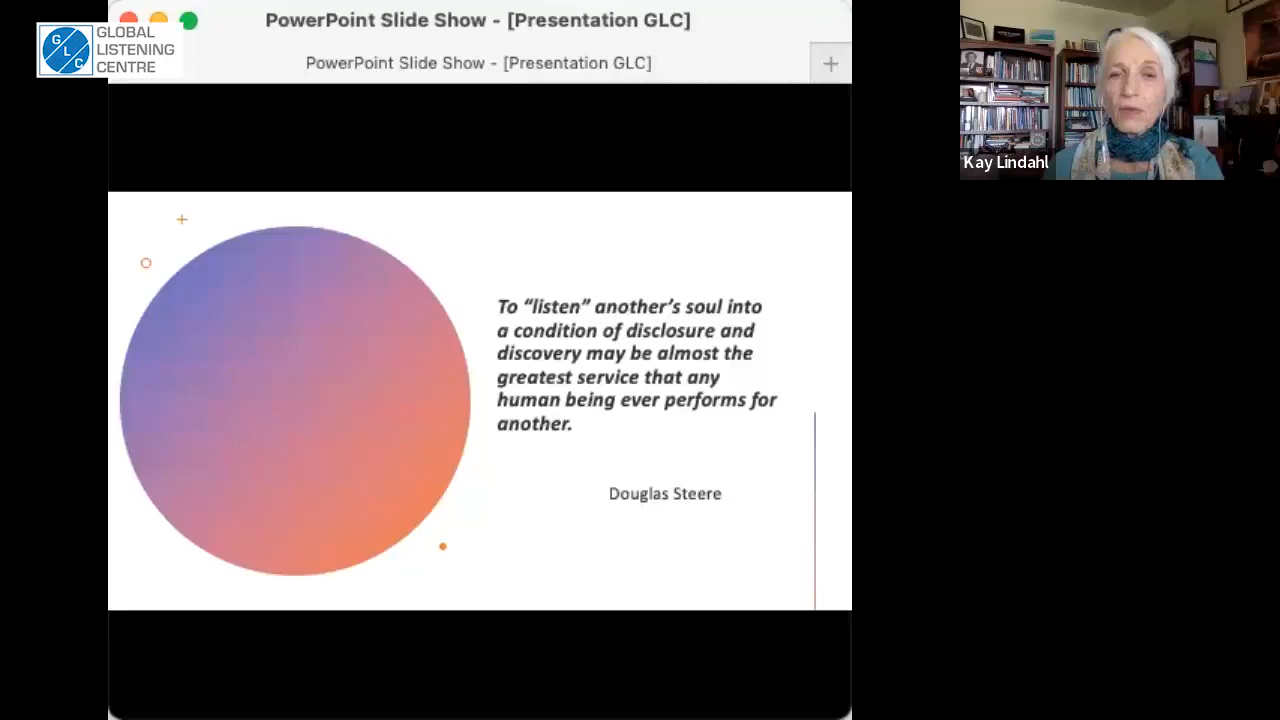 PowerPoint Slide Show - [Presentation GLC]
GLC
GLOBAL
LISTENING
CENTRE
PowerPoint Slide Show - [Presentation GLC]
+
Kay Lindahl
To “listen” another’s soul into
a condition of disclosure and
discovery may be almost the
greatest service that any
human being ever performs for
another.
Douglas Steere